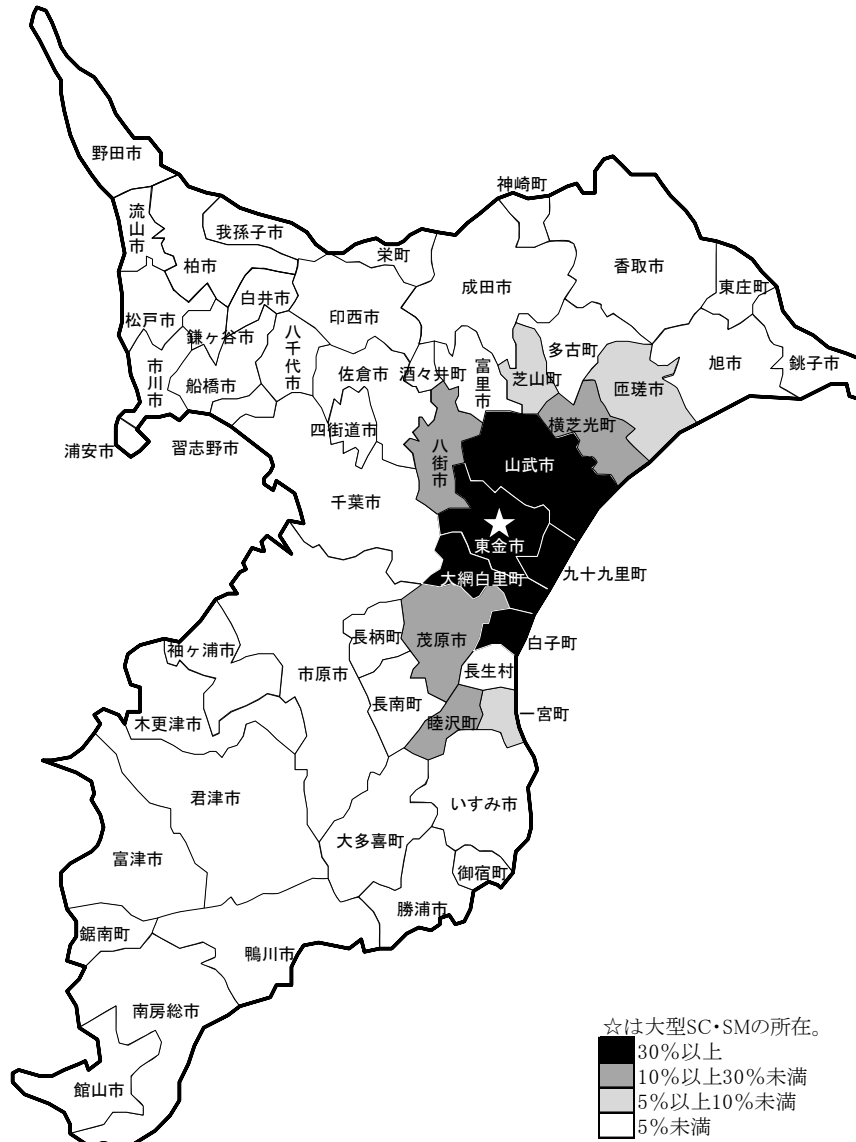 野田市
神崎町
流山市
我孫子市
栄町
香取市
柏市
成田市
東庄町
白井市
印西市
松戸市
鎌ヶ谷市
八千代市
多古町
旭市
銚子市
市川市
船橋市
佐倉市
酒々井町
富里市
芝山町
匝瑳市
四街道市
横芝光町
浦安市
習志野市
八街市
山武市
千葉市
東金市
大網白里町
九十九里町
長柄町
茂原市
白子町
袖ヶ浦市
市原市
長生村
長南町
木更津市
睦沢町
一宮町
君津市
いすみ市
大多喜町
富津市
御宿町
勝浦市
鋸南町
鴨川市
南房総市
館山市
☆は大型SC・SMの所在。
30%以上
10%以上30%未満
5%以上10%未満
5%未満